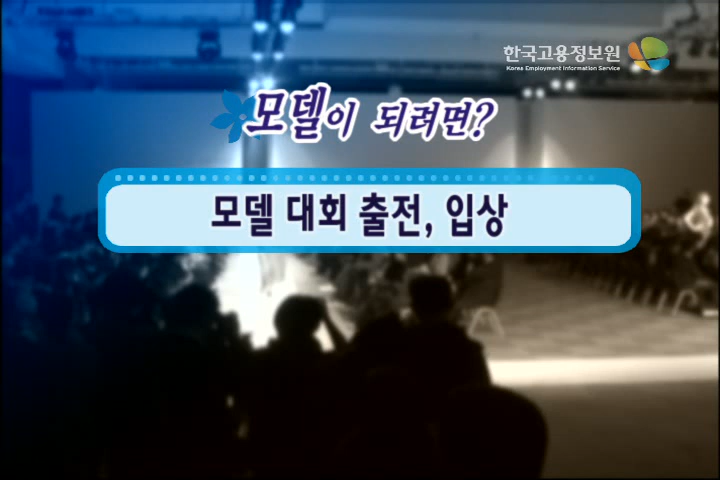 한국고용정보원
Korea Employment Information Service
모델이 되려면?
모델 대회 출전, 입상